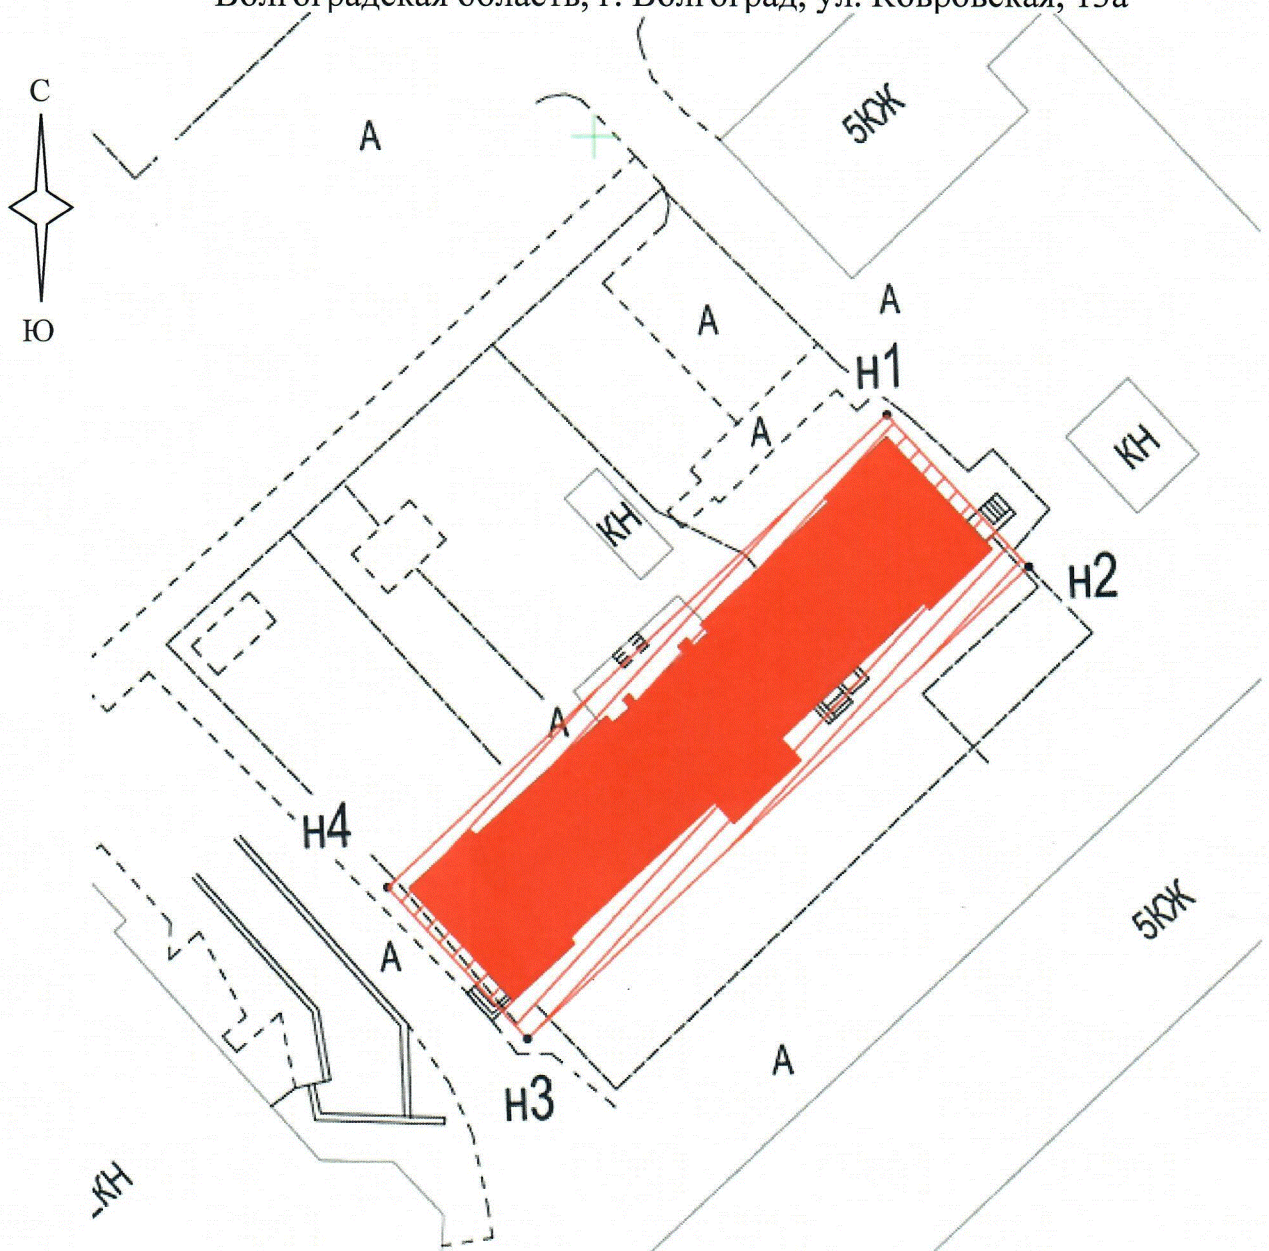 Волгоградская область, г. Волгоград, ул. Ковровская, 15а
С
А
5КЖ
Ю
А
А
н1
А
КН
КН
н2
А
н4
5КЖ
А
А
н3
КН